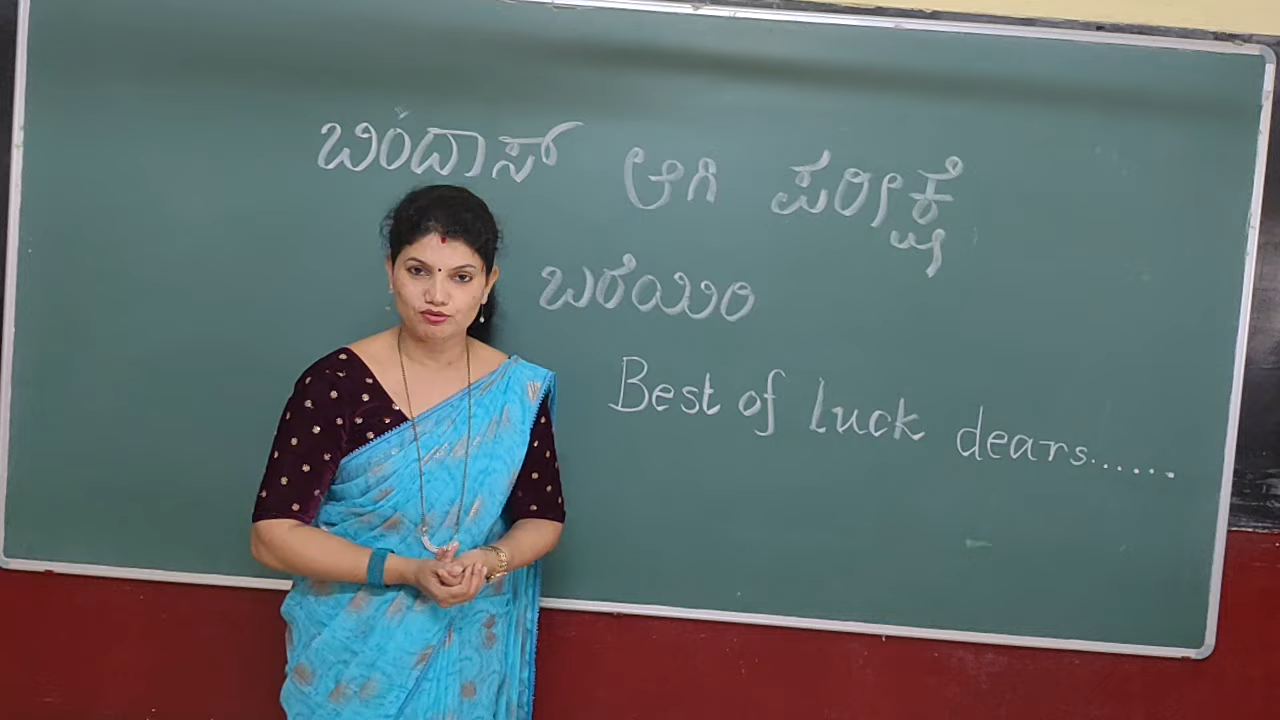 ಬಿಂದಾಸ್ ಆಗಿ ಪರೀಕ್ಷೆ
ಬರೆಯಿರಿ
Best of luck dears......